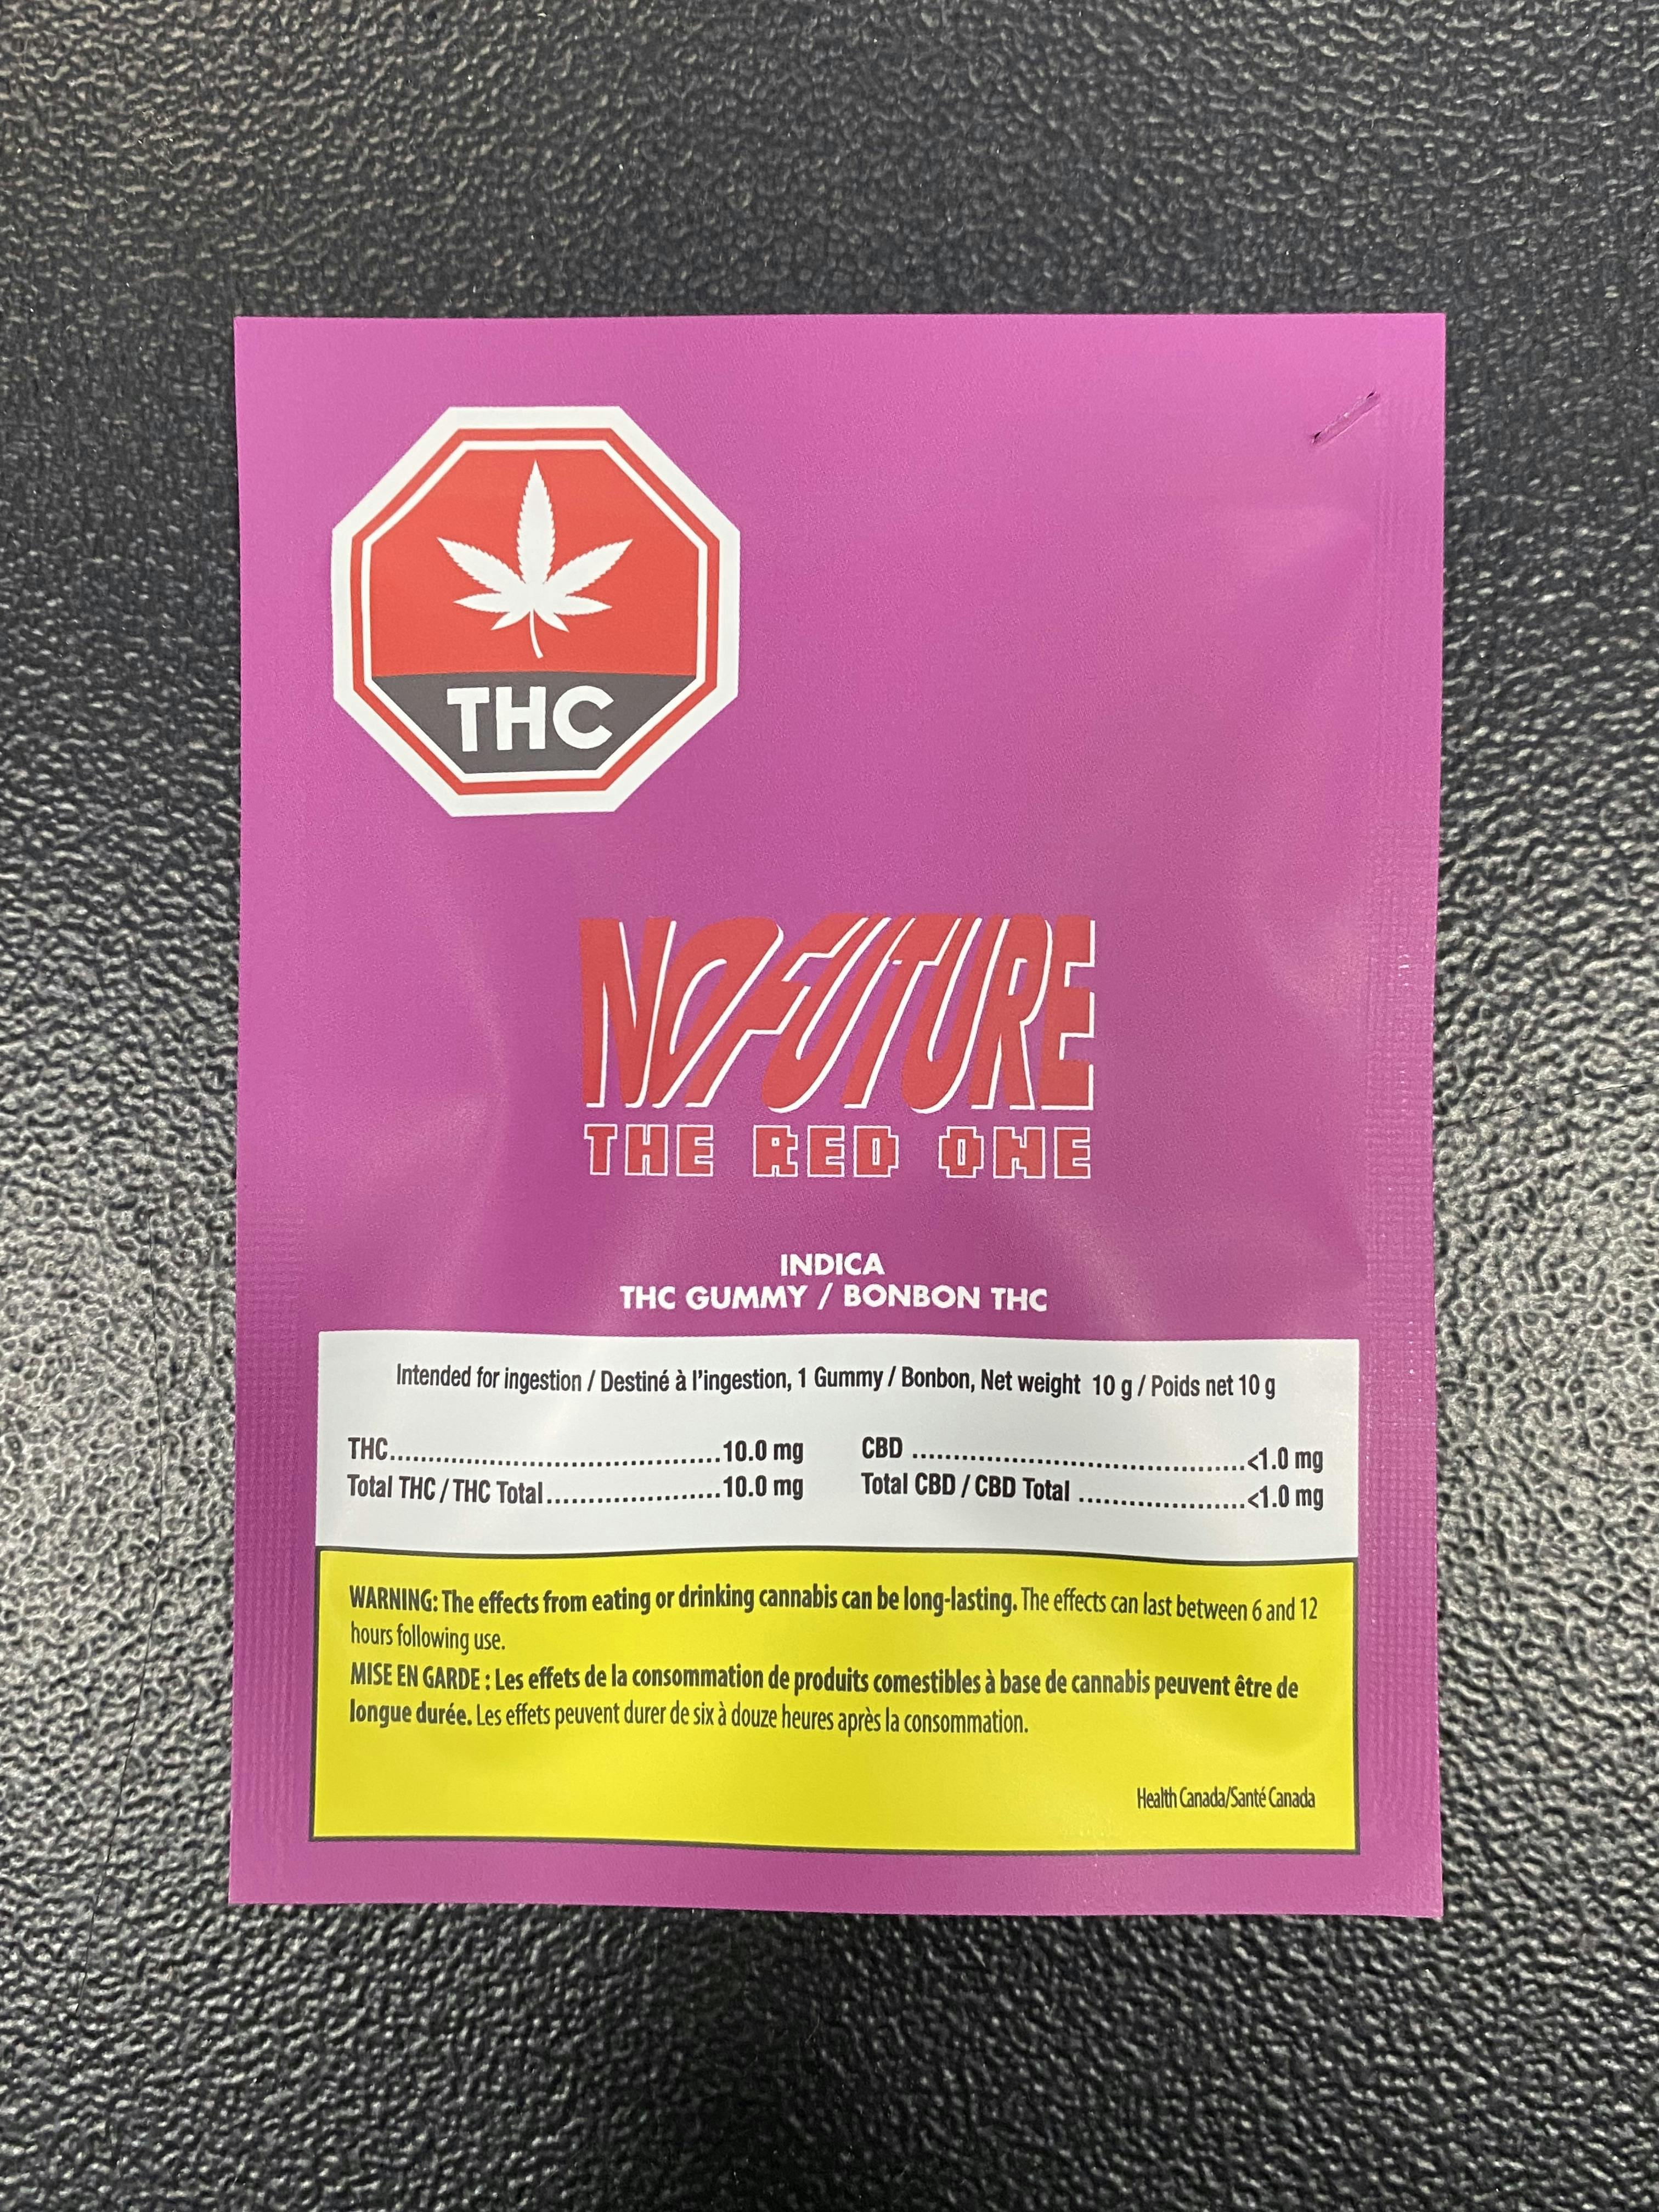 THC
NOFUTURE
THE RED ONE
INDICA
THC GUMMY / BONBON THC
Intended for ingestion / Destiné à l'ingestion, 1 Gummy / Bonbon, Net weight 10 g / Poids net 10 g
THC.......................................10.0 mg
CBD .......................................<1.0 mg
Total THC / THC Total.....................10.0 mg
Total CBD / CBD Total ....................<1.0 mg
WARNING: The effects from eating or drinking cannabis can be long-lasting. The effects can last between 6 and 12
hours following use.
MISE EN GARDE : Les effets de la consommation de produits comestibles à base de cannabis peuvent être de
longue durée. Les effets peuvent durer de six à douze heures après la consommation.
Health Canada/Santé Canada